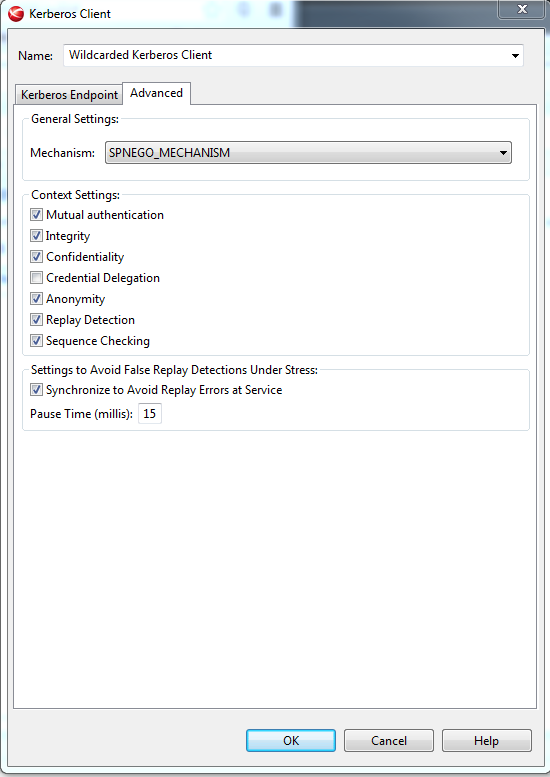 Kerberos Client
Name: Wildcarded Kerberos Client
Kerberos Endpoint Advanced
General Settings:
Mechanism: SPNEGO_MECHANISM
Context Settings:
Mutual authentication
Integrity
Confidentiality
Credential Delegation
Anonymity
Replay Detection
Sequence Checking
Settings to Avoid False Replay Detections Under Stress:
Synchronize to Avoid Replay Errors at Service
Pause Time (millis): 15
OK Cancel Help